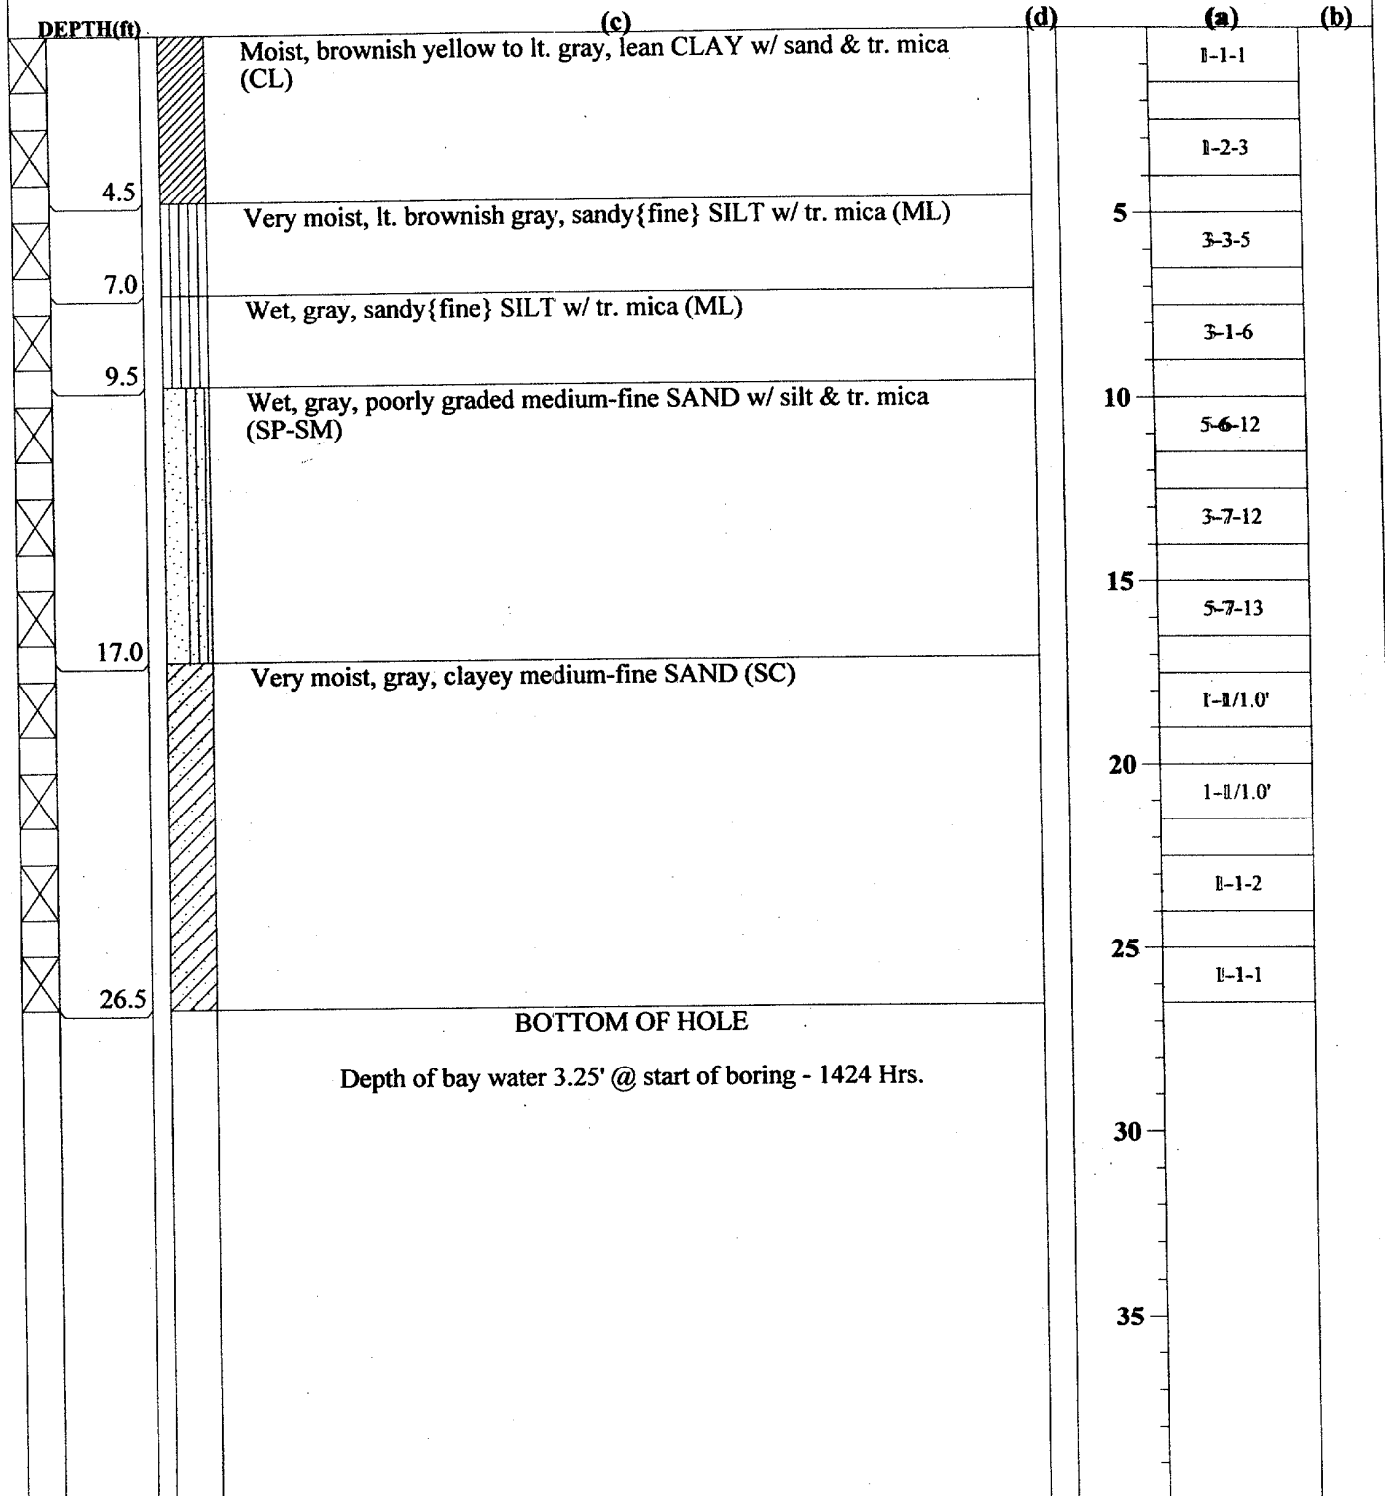 DEPTH(ft) (c) (d) (a) (b)
Moist, brownish yellow to lt. gray, lean CLAY w/ sand & tr. mica
(CL)
1-1-1
1-2-3
4.5
Very moist, lt. brownish gray, sandy{fine} SILT w/ tr. mica (ML)
5
3-3-5
7.0
Wet, gray, sandy{fine} SILT w/ tr. mica (ML)
3-1-6
9.5
Wet, gray, poorly graded medium-fine SAND w/ silt & tr. mica
(SP-SM)
10
5-6-12
3-7-12
15
5-7-13
17.0
Very moist, gray, clayey medium-fine SAND (SC)
1-1/1.0'
20
1-1/1.0'
1-1-2
25
1-1-1
26.5
BOTTOM OF HOLE
Depth of bay water 3.25' @ start of boring - 1424 Hrs.
30
35